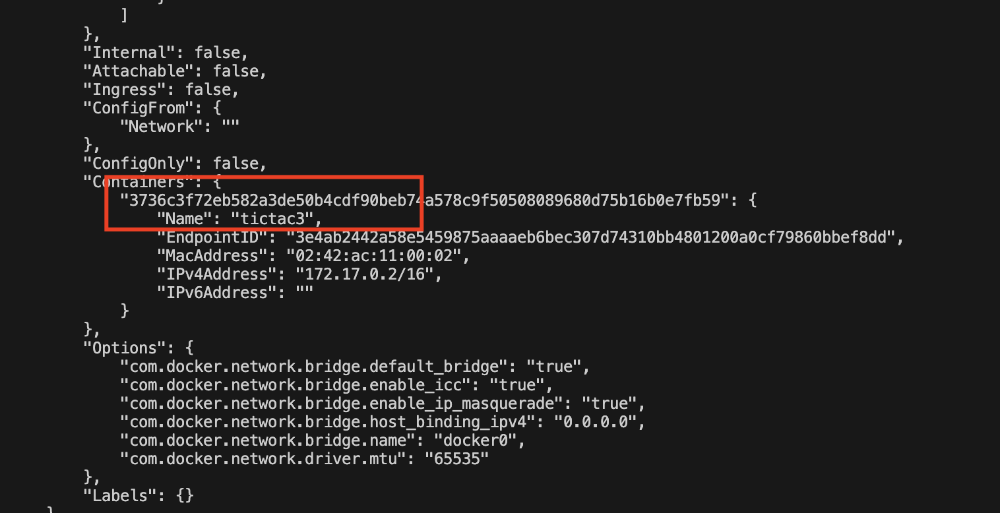 ]
},
"Internal": false,
"Attachable": false,
"Ingress": false,
"ConfigFrom": {
"Network": ""
},
"ConfigOnly": false,
"Containers": {
"3736c3f72eb582a3de50b4cdf90beb74a578c9f50508089680d75b16b0e7fb59": {
"Name": "tictac3",
"EndpointID": "3e4ab2442a58e5459875aaaaeb6bec307d74310bb4801200a0cf79860bbef8dd",
"MacAddress": "02:42:ac:11:00:02",
"IPv4Address": "172.17.0.2/16",
"IPv6Address": ""
}
},
"Options": {
"com.docker.network.bridge.default_bridge": "true",
"com.docker.network.bridge.enable_icc": "true",
"com.docker.network.bridge.enable_ip_masquerade": "true",
"com.docker.network.bridge.host_binding_ipv4": "0.0.0.0",
"com.docker.network.bridge.name": "docker0",
"com.docker.network.driver.mtu": "65535"
},
"Labels": {}
}